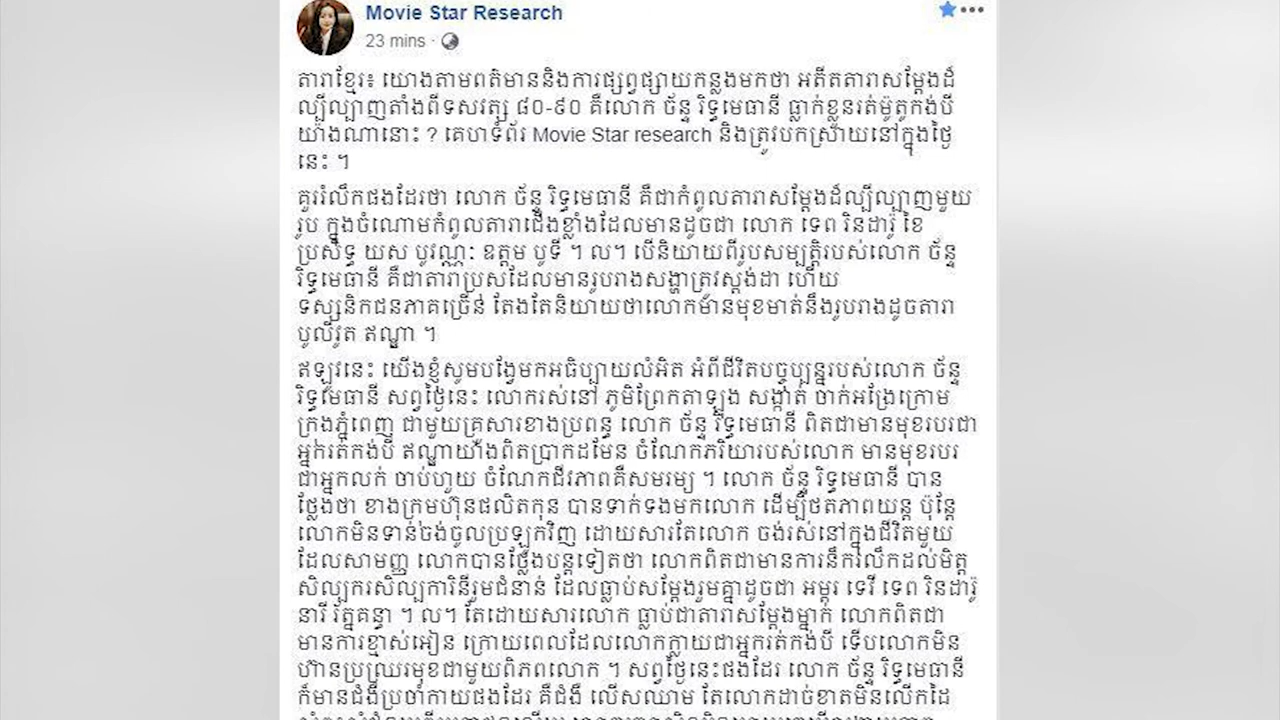 Movie Star Research
23 mins ·
តារាខ្មែរ៖ យោងតាមពត៌មាននិងការផ្សព្វផ្សាយកន្លងមកថា អតីតតារាសម្តែងដ៏
ល្បីល្បាញតាំងពីទសវត្ស ៨០-៩០ គឺលោក ច័ន្ទ រិទ្ធមេធានី ធ្លាក់ខ្លួនរត់ម៉ូតូកង់បី
យ៉ាងណានោះ ? គេហទំព័រ Movie Star research និងត្រូវបកស្រាយនៅក្នុងថ្ងៃ
នេះ ។
គួររំលឹកផងដែរថា លោក ច័ន្ទ រិទ្ធមេធានី គឺជាកំពូលតារាសម្តែងដ៏ល្បីល្បាញមួយ
រូប ក្នុងចំណោមកំពូលតារាជើងខ្លាំងដែលមានដូចជា លោក ទេព រិនដារ៉ូ ខៃ
ប្រសិទ្ធ យស បូវណ្ណៈ ឧត្តម បូទី ។ ល។ បើនិយាយពីរូបសម្បត្តិរបស់លោក ច័ន្ទ
រិទ្ធមេធានី គឺជាតារាប្រុសដែលមានរូបរាងសង្ហាត្រូវស្តង់ដា ហើយ
ទស្សនិកជនភាគច្រើន តែងតែនិយាយថាលោកមានមុខមាត់នឹងរូបរាងដូចតារា
បូលីវូត ឥណ្ឌា ។
ឥឡូវនេះ យើងខ្ញុំសូមបង្វែមកអធិប្បាយលំអិត អំពីជីវិតបច្ចុប្បន្នរបស់លោក ច័ន្ទ
រិទ្ធមេធានី សព្វថ្ងៃនេះ លោករស់នៅ ភូមិព្រែកតាឡុង សង្កាត់ ចាក់អង្រែក្រោម
ក្រុងភ្នំពេញ ជាមួយគ្រួសារខាងប្រពន្ធ លោក ច័ន្ទ រិទ្ធមេធានី ពិតជាមានមុខរបរជា
អ្នករត់កង់បី ឥណ្ឌាយ៉ាងពិតប្រាកដមែន ចំណែកភរិយារបស់លោក មានមុខរបរ
ជាអ្នកលក់ ចាប់ហួយ ចំណែកជីវភាពគឺសមរម្យ ។ លោក ច័ន្ទ រិទ្ធមេធានី បាន
ថ្លែងថា ខាងក្រុមហ៊ុនផលិតកុន បានទាក់ទងមកលោក ដើម្បីថតភាពយន្ត ប៉ុន្តែ
លោកមិនទាន់ចង់ចូលប្រឡូកវិញ ដោយសារតែលោក ចង់រស់នៅក្នុងជីវិតមួយ
ដែលសាមញ្ញ លោកបានថ្លែងបន្តទៀតថា លោកពិតជាមានការនឹករំលឹកដល់មិត្ត
សិល្បករសិល្បការិនីរួមជំនាន់ ដែលធ្លាប់សម្តែងរួមគ្នាដូចជា អម្ពរ ទេវី ទេព រិនដារ៉ូ
នារី រ័ត្នគន្ធា ។ ល។ តែដោយសារលោក ធ្លាប់ជាតារាសម្តែងម្នាក់ លោកពិតជា
មានការខ្មាស់អៀន ក្រោយពេលដែលលោកក្លាយជាអ្នករត់កង់បី ទើបលោកមិន
ហ៊ានប្រឈមុខជាមួយពិភពលោក ។ សព្វថ្ងៃនេះផងដែរ លោក ច័ន្ទ រិទ្ធមេធានី
ក៏មានជំងឺប្រចាំកាយផងដែរ គឺជំងឺ លើសឈាម តែលោកដាច់ខាតមិនលើកដៃ